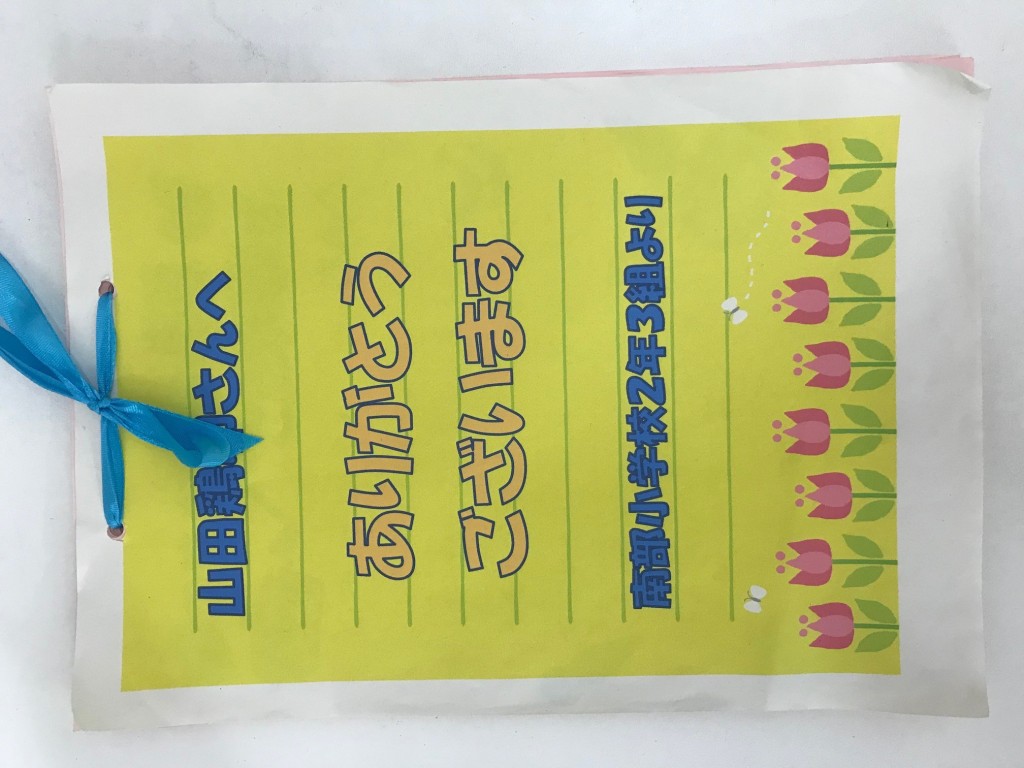 山田鶏 さんへ
ありがとう
ございます
南部小学校2年3組より